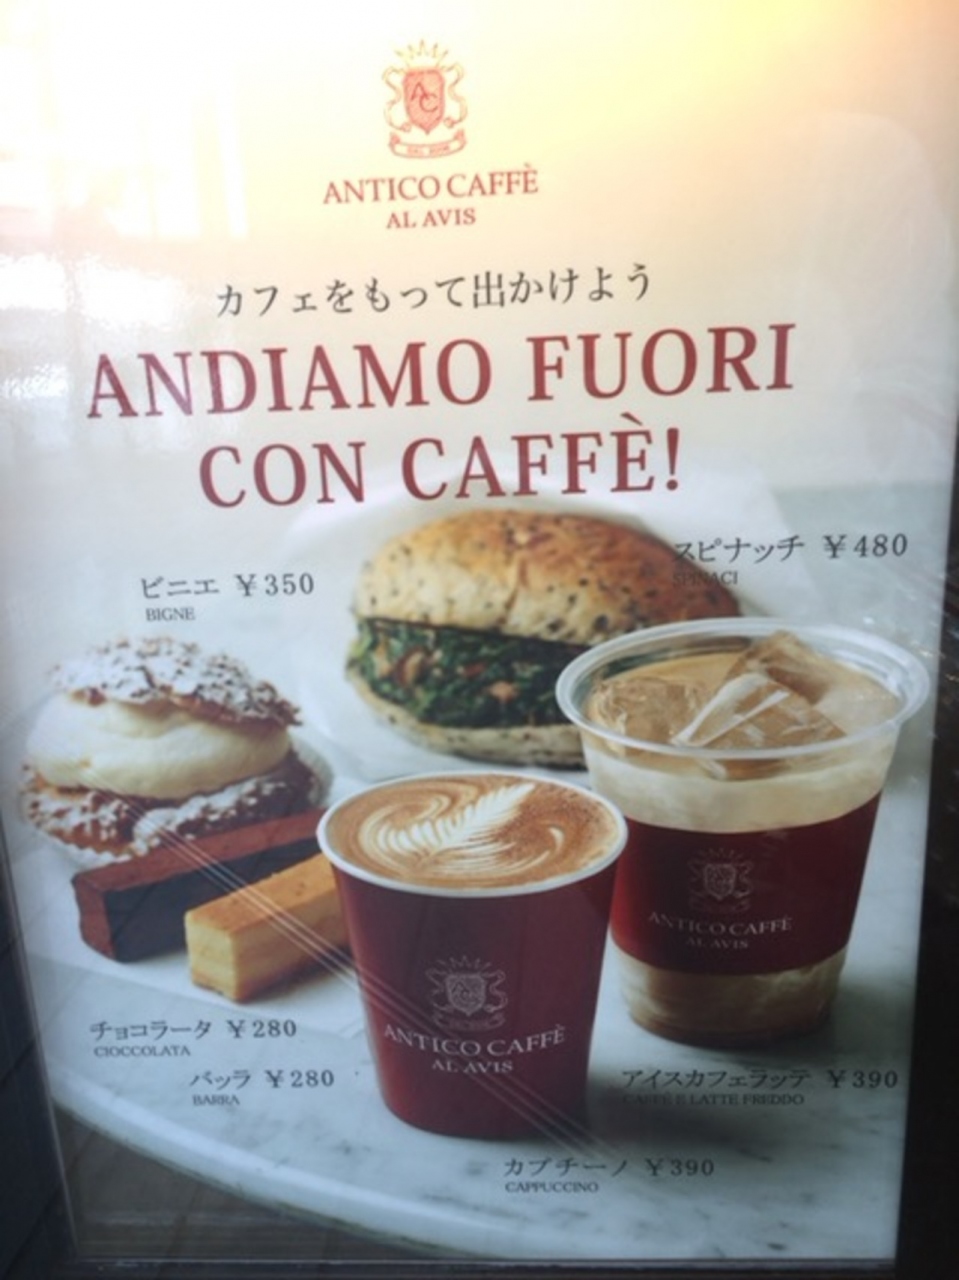 AC
ANTICO CAFFÈ
AL AVIS
カフェをもって出かけよう
ANDIAMO FUORI
CON CAFFÈ!
スピナッチ ¥480
SPINACI
ビニエ ¥350
BIGNE
ANTICO CAFFÈ
AL AVIS
AC
ANTICO CAFFÈ
AL AVIS
チョコラータ ¥280
CIOCCOLATA
バッラ ¥280
BARRA
アイスカフェラッテ ¥390
CAFFÈ E LATTE FREDDO
カプチーノ ¥390
CAPPUCCINO